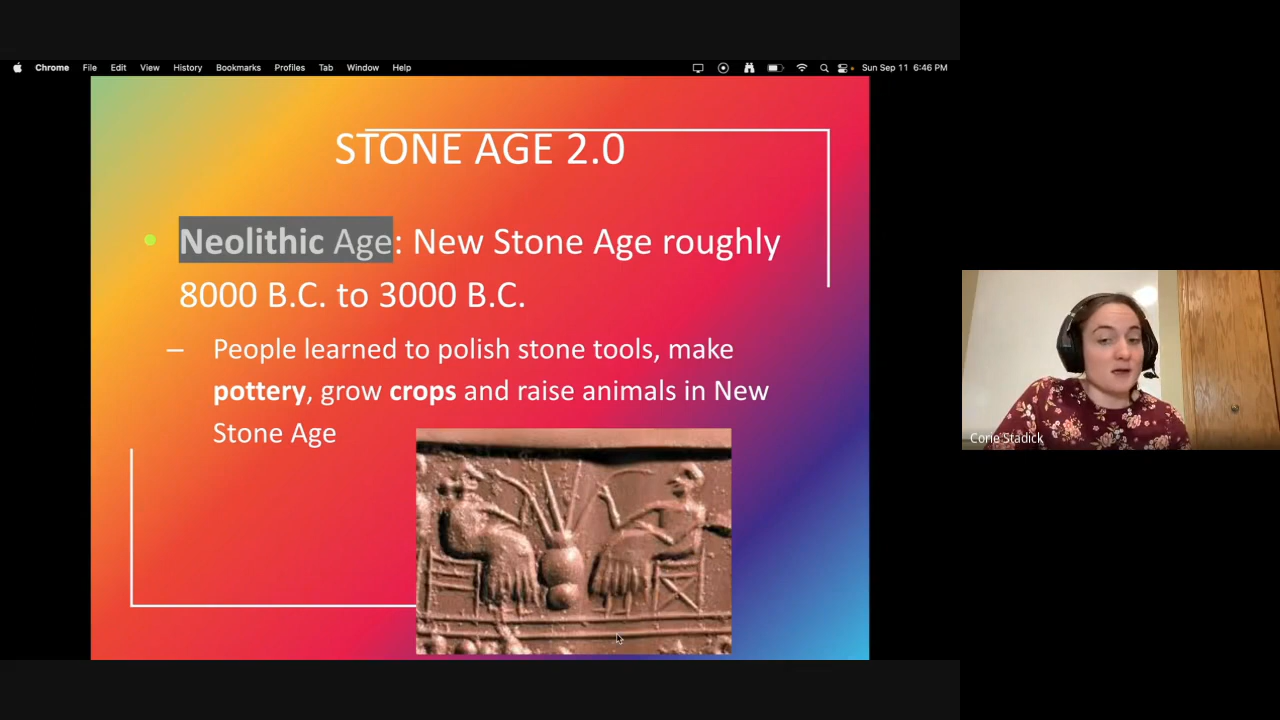 Chrome File Edit View History Bookmarks Profiles Tab Window Help Sun Sep 11 6:46 PM
STONE AGE 2.0
Neolithic Age: New Stone Age roughly
8000 B.C. to 3000 B.C.
– People learned to polish stone tools, make
pottery, grow crops and raise animals in New
Stone Age
Corie Stadick